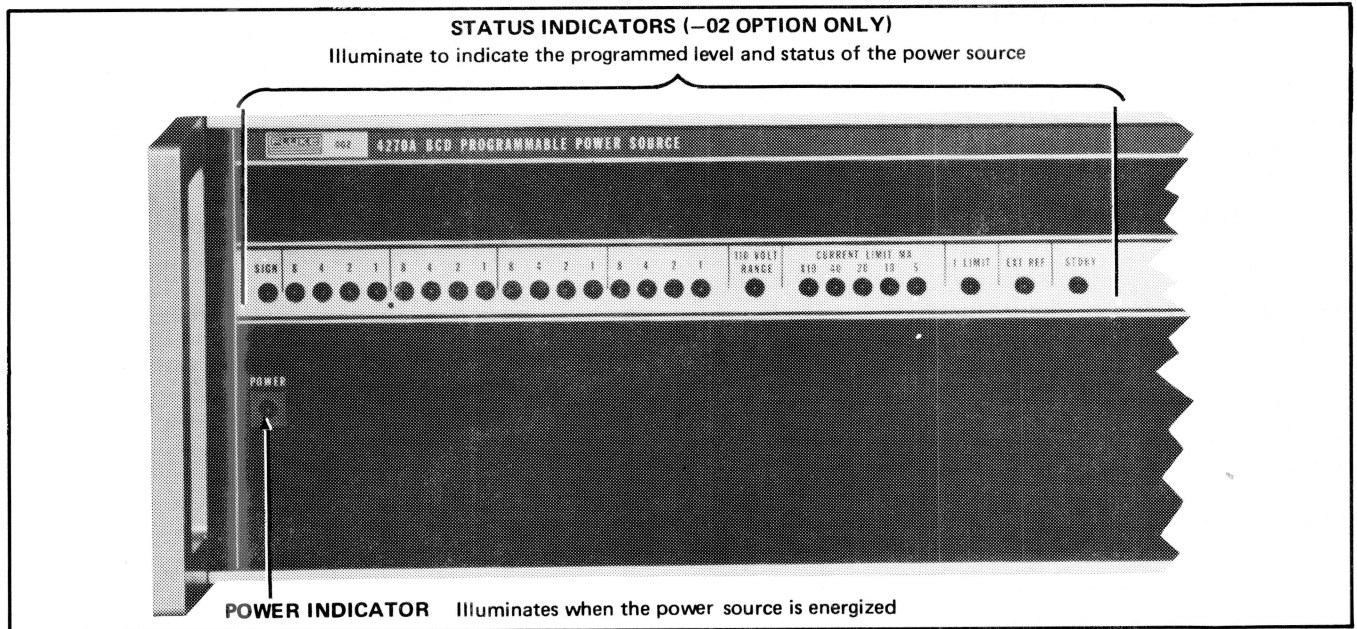 STATUS INDICATORS (–02 OPTION ONLY)
Illuminate to indicate the programmed level and status of the power source
FLUKE 002 4270A BCD PROGRAMMABLE POWER SOURCE
SIGN 8 4 2 1 8 4 2 1 8 4 2 1 8 4 2 1 110 VOLT RANGE CURRENT LIMIT MA X10 40 20 10 5 I LIMIT EXT REF STDBY
POWER
POWER INDICATOR Illuminates when the power source is energized